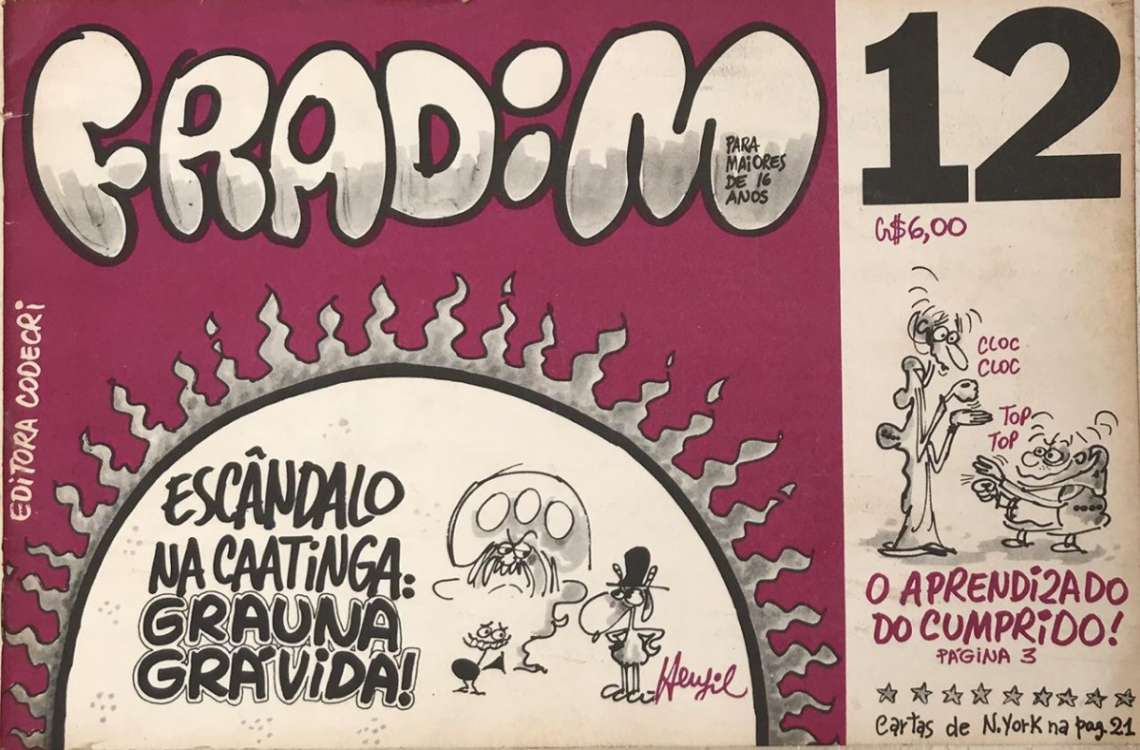 FRADiM
PARA
MAIORES
DE 16
ANOS
EDITORA CODECRI
ESCÂNDALO
NA CAATiNGA:
GRAUNA
GRÁViDA!
Henfil
12
Cr$6,00
CLOC
CLOC
TOP
TOP
O APRENDIZADO
DO CUMPRiDO!
PÁGINA 3
Cartas de N.York na pag.21